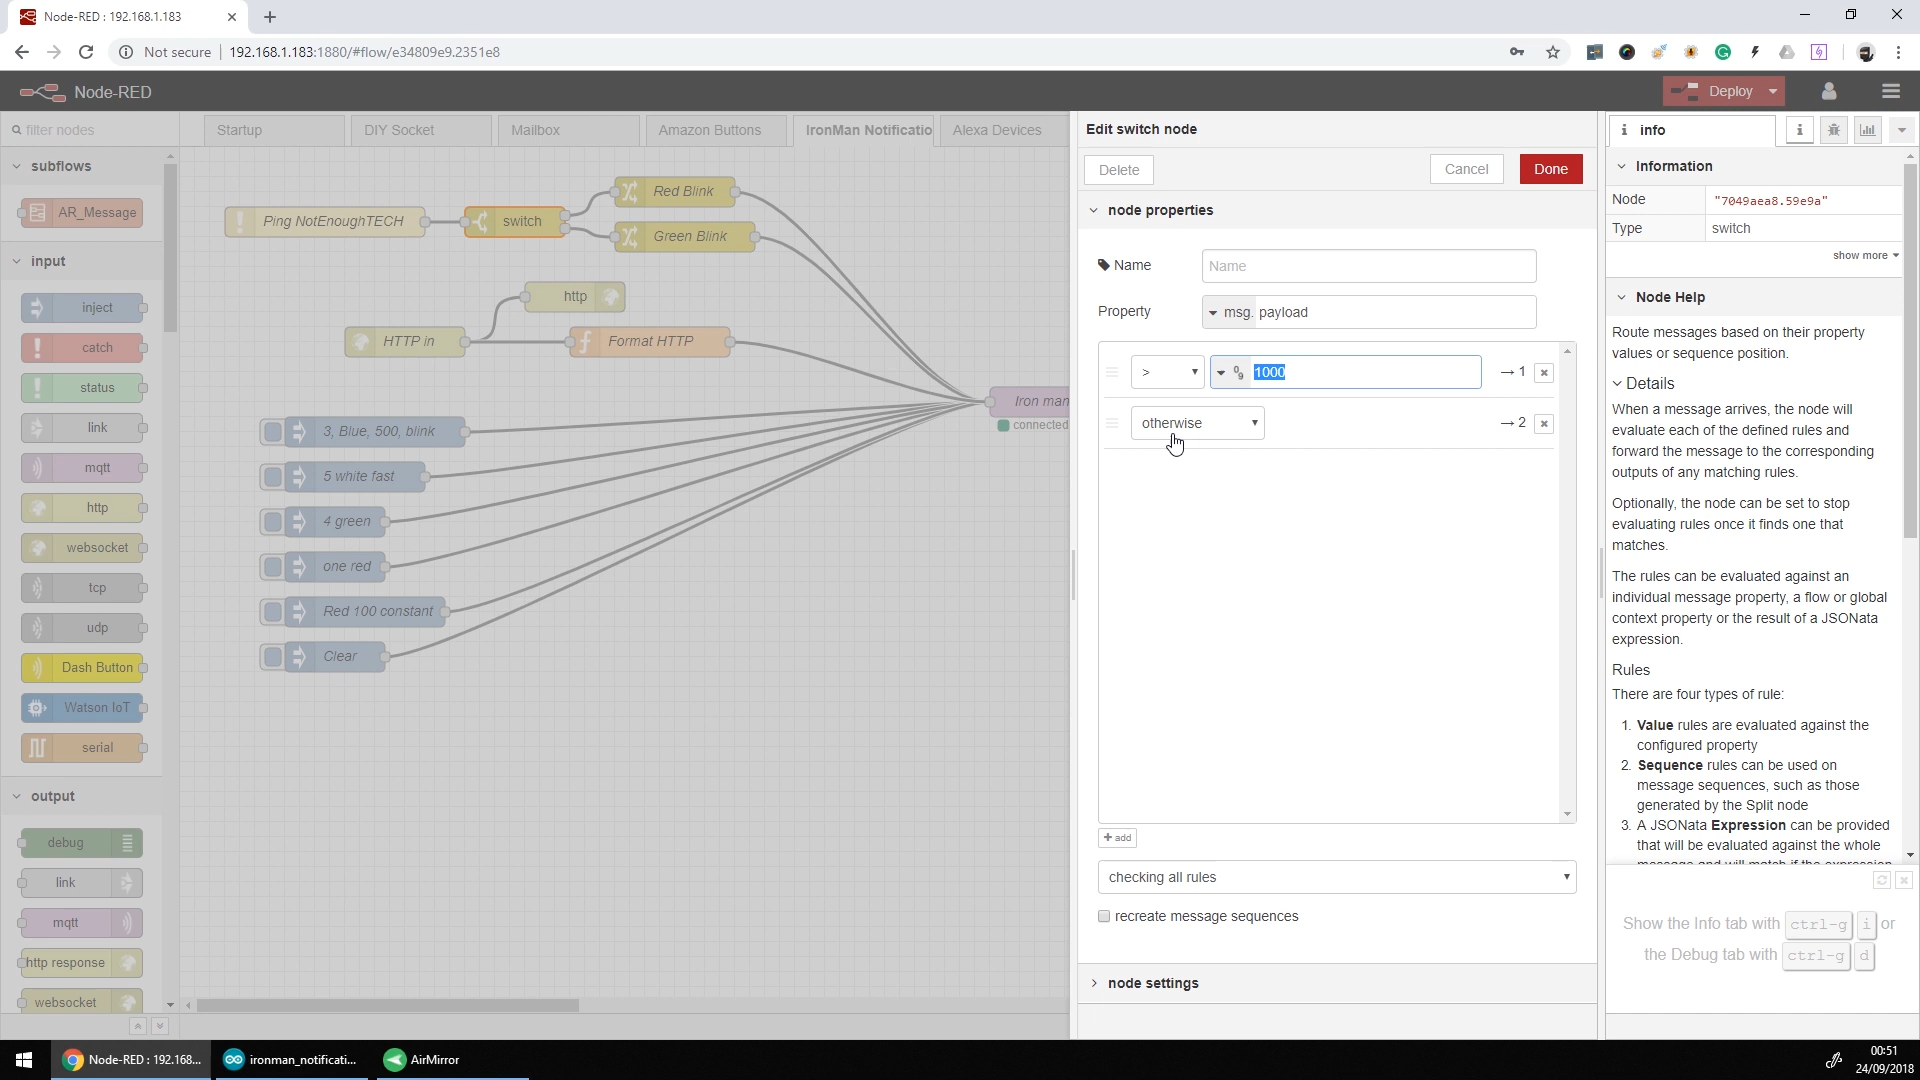 Node-RED : 192.168.1.183
Not secure
192.168.1.183:1880/#flow/e34809e9.2351e8
Node-RED
Deploy
filter nodes
Startup
DIY Socket
Mailbox
Amazon Buttons
IronMan Notificatio
Alexa Devices
subflows
AR_Message
input
inject
catch
status
link
mqtt
http
websocket
tcp
udp
Dash Button
Watson IoT
serial
output
debug
link
mqtt
http response
websocket
Ping NotEnoughTECH
switch
Red Blink
Green Blink
http
HTTP in
Format HTTP
Iron man
connected
3, Blue, 500, blink
5 white fast
4 green
one red
Red 100 constant
Clear
Edit switch node
Delete
Cancel
Done
node properties
Name
Name
Property
msg. payload
>
1000
→ 1
otherwise
→ 2
+ add
checking all rules
recreate message sequences
node settings
info
Information
Node
"7049aea8.59e9a"
Type
switch
show more
Node Help
Route messages based on their property
values or sequence position.
Details
When a message arrives, the node will
evaluate each of the defined rules and
forward the message to the corresponding
outputs of any matching rules.
Optionally, the node can be set to stop
evaluating rules once it finds one that
matches.
The rules can be evaluated against an
individual message property, a flow or global
context property or the result of a JSONata
expression.
Rules
There are four types of rule:
1. Value rules are evaluated against the
configured property
2. Sequence rules can be used on
message sequences, such as those
generated by the Split node
3. A JSONata Expression can be provided
that will be evaluated against the whole
message and will match if the expression
Show the Info tab with ctrl-g i or
the Debug tab with ctrl-g d
Node-RED : 192.168...
ironman_notificati...
AirMirror
00:51
24/09/2018